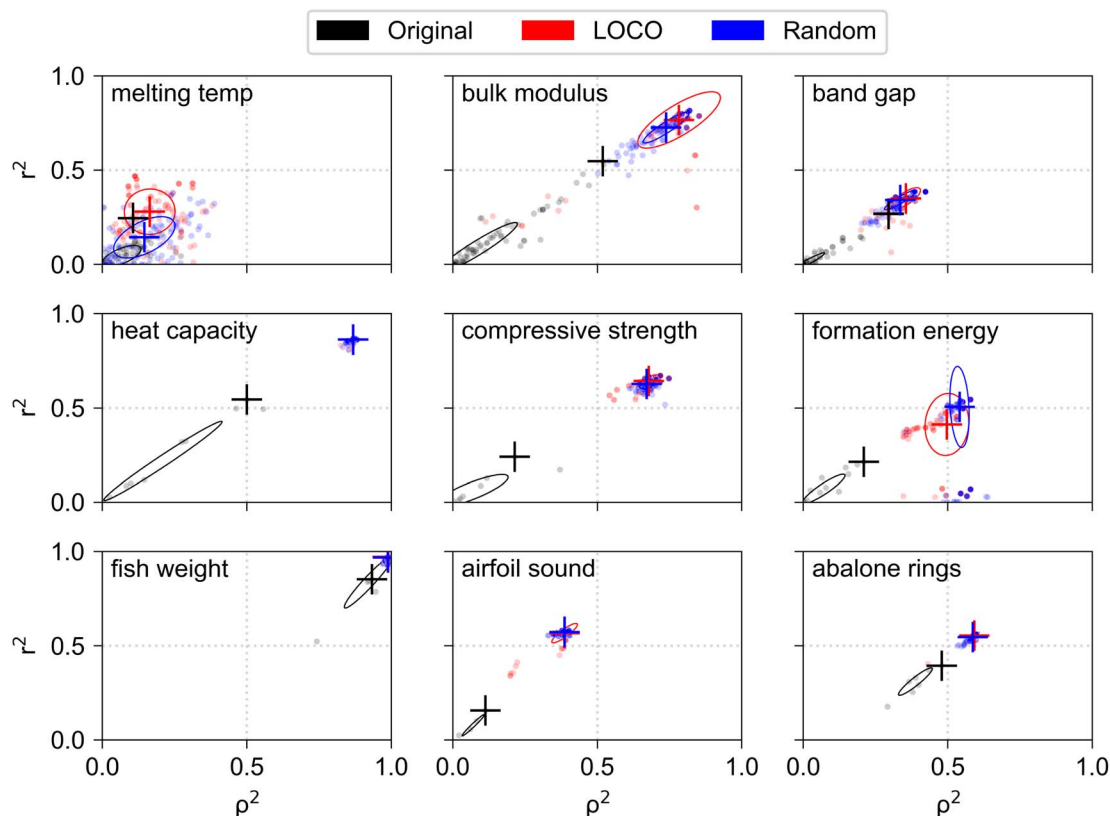 Original LOCO Random
melting temp bulk modulus band gap
1.0
r²
0.5
0.0
heat capacity compressive strength formation energy
1.0
r²
0.5
0.0
fish weight airfoil sound abalone rings
1.0
r²
0.5
0.0
0.0 0.5 1.0 0.0 0.5 1.0 0.0 0.5 1.0
ρ² ρ² ρ²